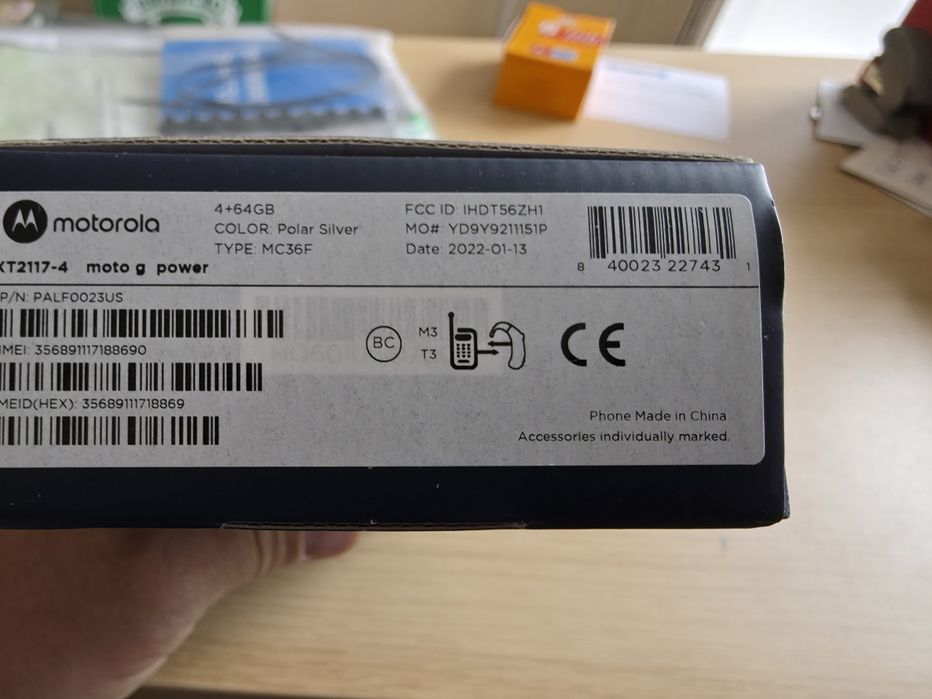 motorola
XT2117-4 moto g power
4+64GB
COLOR: Polar Silver
TYPE: MC36F
FCC ID: IHDT56ZH1
MO#: YD9Y9211151P
Date: 2022-01-13
8 40023 22743 1
P/N: PALF0023US
IMEI: 356891117188690
MEID(HEX): 35689111718869
BC
M3
T3
CE
Phone Made in China.
Accessories individually marked.